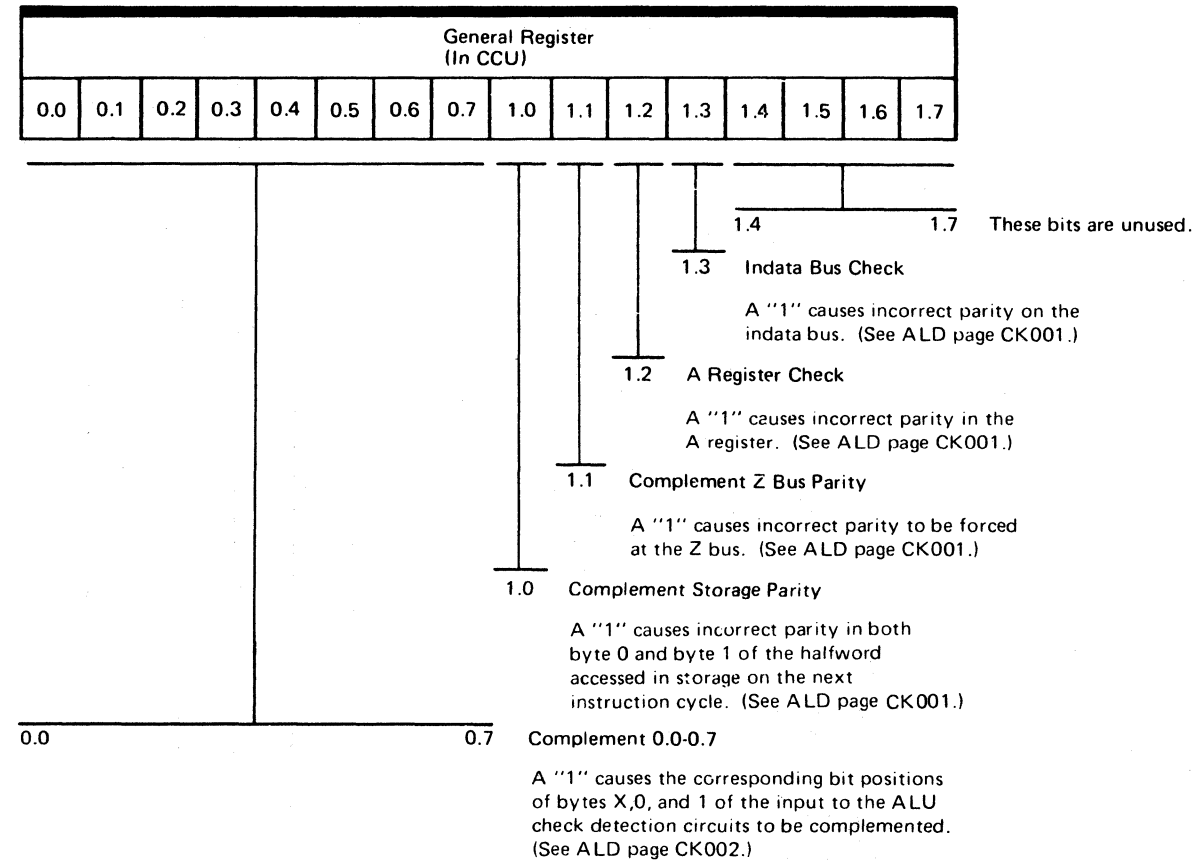 General Register
(In CCU)
0.0 0.1 0.2 0.3 0.4 0.5 0.6 0.7 1.0 1.1 1.2 1.3 1.4 1.5 1.6 1.7
1.4 1.7 These bits are unused.
1.3 Indata Bus Check
A "1" causes incorrect parity on the
indata bus. (See ALD page CK001.)
1.2 A Register Check
A "1" causes incorrect parity in the
A register. (See ALD page CK001.)
1.1 Complement Z Bus Parity
A "1" causes incorrect parity to be forced
at the Z bus. (See ALD page CK001.)
1.0 Complement Storage Parity
A "1" causes incorrect parity in both
byte 0 and byte 1 of the halfword
accessed in storage on the next
instruction cycle. (See ALD page CK001.)
0.0 0.7 Complement 0.0-0.7
A "1" causes the corresponding bit positions
of bytes X,0, and 1 of the input to the ALU
check detection circuits to be complemented.
(See ALD page CK002.)